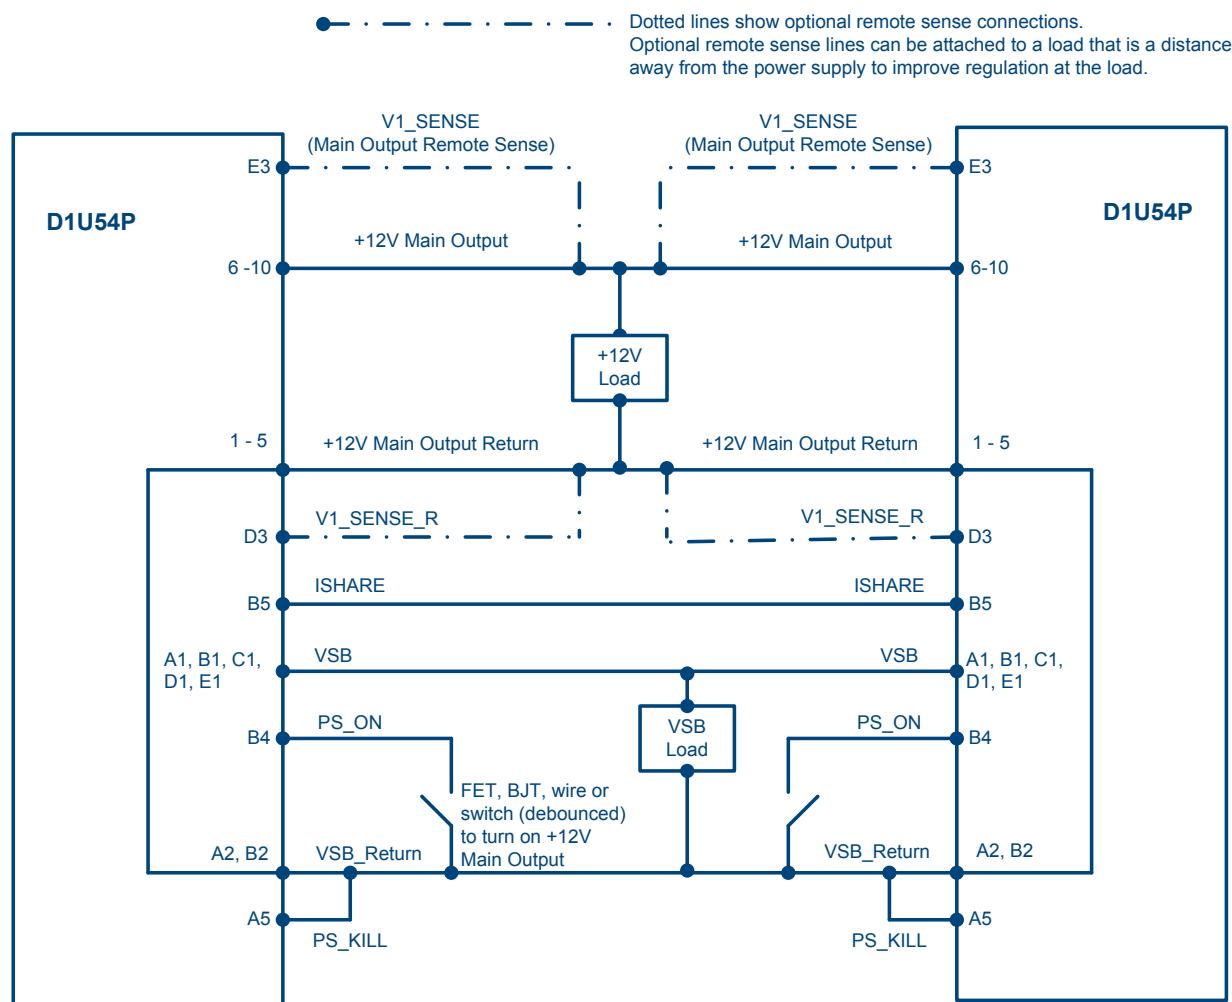 Dotted lines show optional remote sense connections.
Optional remote sense lines can be attached to a load that is a distance
away from the power supply to improve regulation at the load.
V1_SENSE
(Main Output Remote Sense)
V1_SENSE
(Main Output Remote Sense)
E3
E3
D1U54P
D1U54P
+12V Main Output
+12V Main Output
6 -10
6-10
+12V
Load
1 - 5
+12V Main Output Return
+12V Main Output Return
1 - 5
V1_SENSE_R
V1_SENSE_R
D3
D3
ISHARE
ISHARE
B5
B5
A1, B1, C1,
D1, E1
VSB
VSB
A1, B1, C1,
D1, E1
PS_ON
PS_ON
B4
B4
VSB
Load
FET, BJT, wire or
switch (debounced)
to turn on +12V
Main Output
A2, B2
VSB_Return
VSB_Return
A2, B2
A5
A5
PS_KILL
PS_KILL